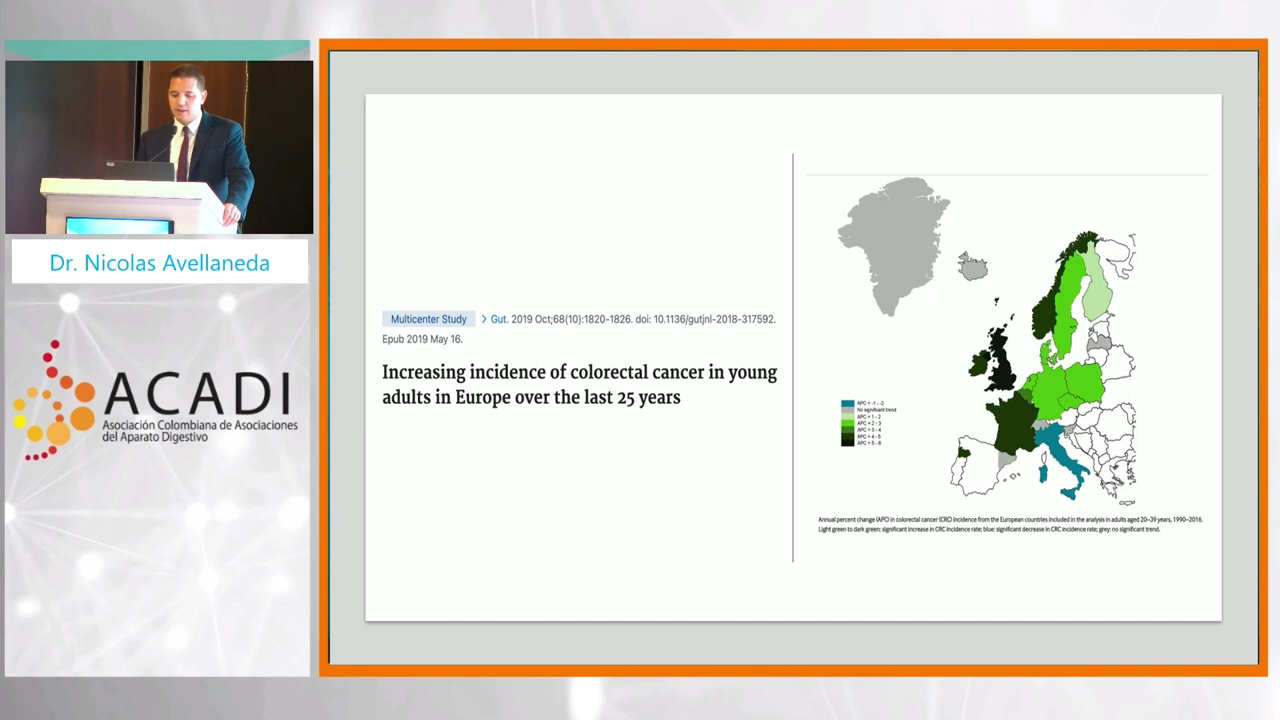 Dr. Nicolas Avellaneda
ACADI
Asociación Colombiana de Asociaciones
del Aparato Digestivo
Multicenter Study > Gut. 2019 Oct;68(10):1820-1826. doi: 10.1136/gutjnl-2018-317592.
Epub 2019 May 16.
Increasing incidence of colorectal cancer in young
adults in Europe over the last 25 years
No significant trend
APC = 1 - 2
APC = 2 - 3
APC = 3 - 4
APC = 4 - 5
APC = 5 - 6
Annual percent change (APC) in colorectal cancer (CRC) incidence from the European countries included in the analysis in adults aged 20–39 years, 1990–2016.
Light green to dark green: significant increase in CRC incidence rate; blue: significant decrease in CRC incidence rate; grey: no significant trend.